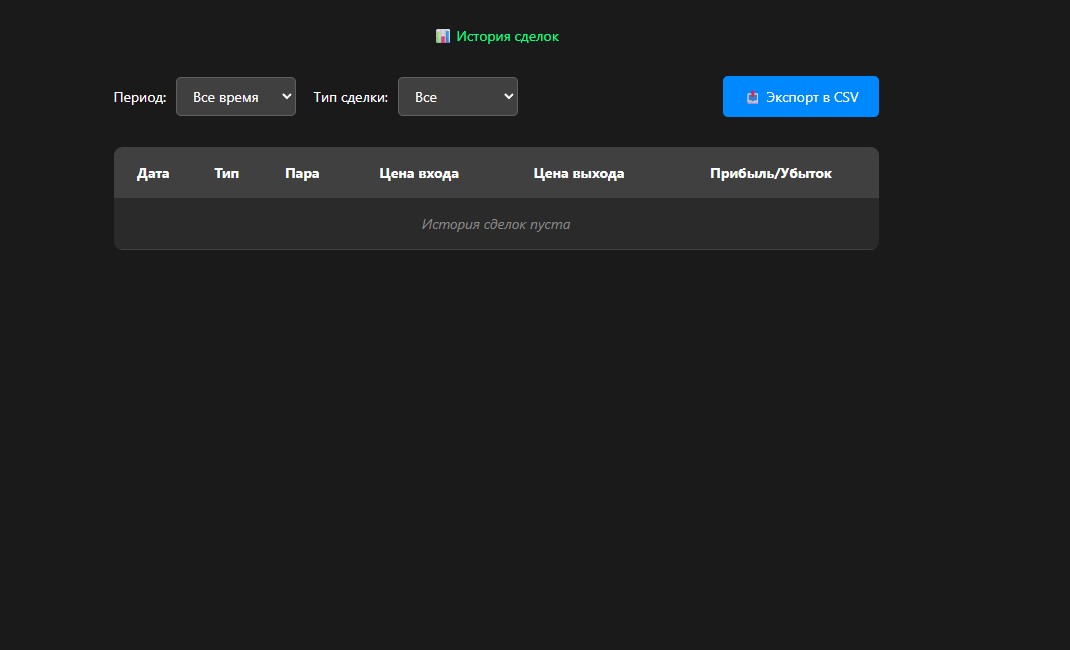 История сделок
Период: Все время Тип сделки: Все Экспорт в CSV
Дата Тип Пара Цена входа Цена выхода Прибыль/Убыток
История сделок пуста